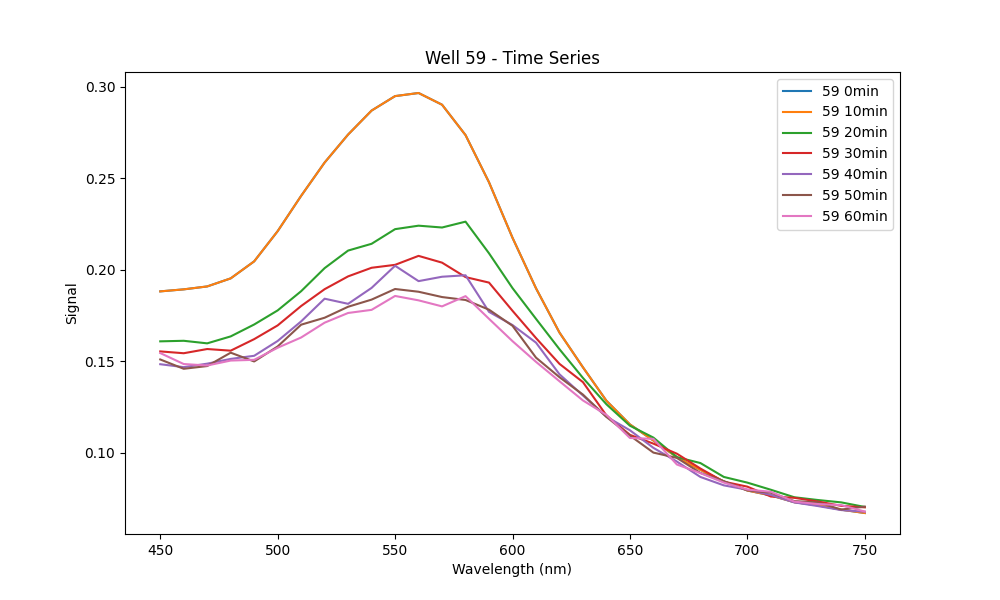 Well 59 - Time Series
0.30
0.25
0.20
0.15
0.10
Signal
59 0min
59 10min
59 20min
59 30min
59 40min
59 50min
59 60min
450 500 550 600 650 700 750
Wavelength (nm)